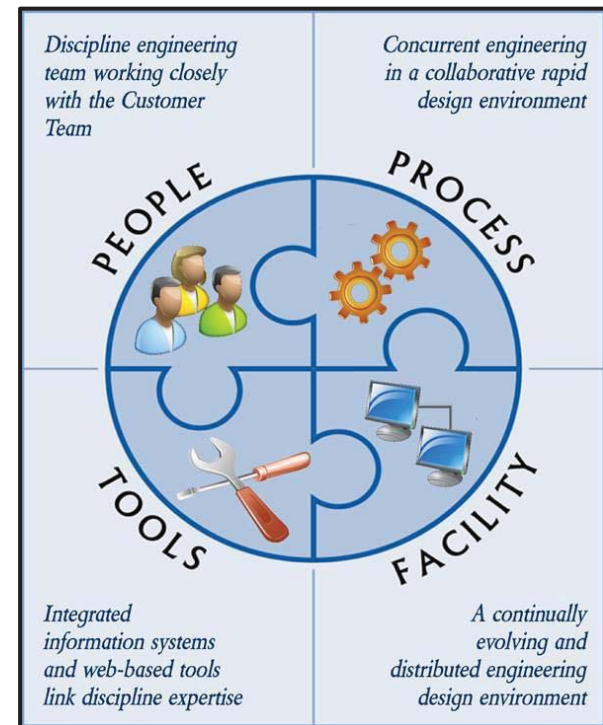 Discipline engineering
team working closely
with the Customer
Team
Concurrent engineering
in a collaborative rapid
design environment
PEOPLE
PROCESS
TOOLS
FACILITY
Integrated
information systems
and web-based tools
link discipline expertise
A continually
evolving and
distributed engineering
design environment